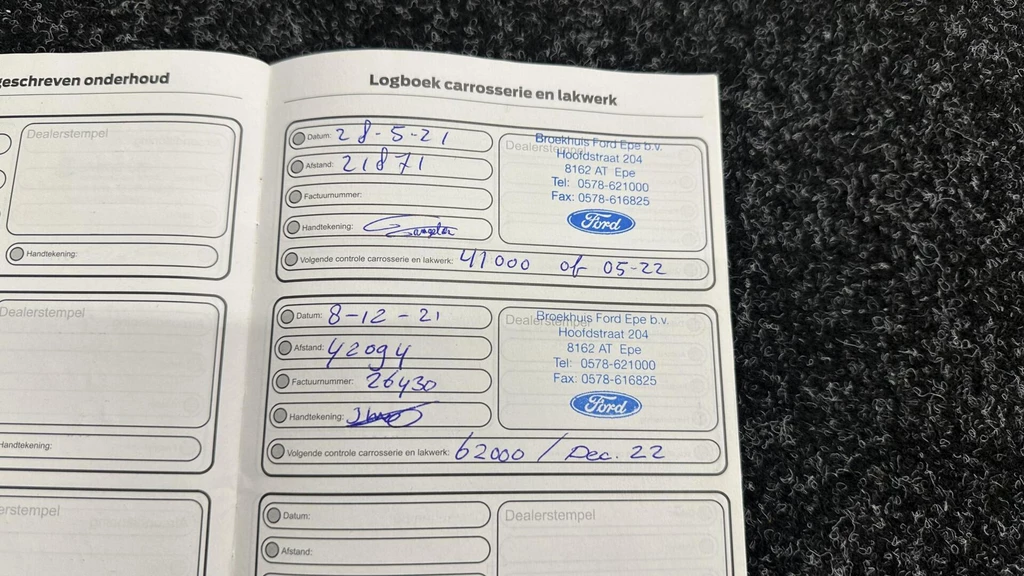 geschreven onderhoud
Dealerstempel
Handtekening:
Dealerstempel
Handtekening:
erstempel
Logboek carrosserie en lakwerk
Datum: 28-5-21
Afstand: 21871
Factuurnummer:
Handtekening:
Volgende controle carrosserie en lakwerk: 41000 of 05-22
Dealerstempel
Broekhuis Ford Epe b.v.
Hoofdstraat 204
8162 AT Epe
Tel: 0578-621000
Fax: 0578-616825
Ford
Datum: 8-12-21
Afstand: 42094
Factuurnummer: 26430
Handtekening:
Volgende controle carrosserie en lakwerk: 62000 / Dec. 22
Dealerstempel
Broekhuis Ford Epe b.v.
Hoofdstraat 204
8162 AT Epe
Tel: 0578-621000
Fax: 0578-616825
Ford
Datum:
Afstand:
Dealerstempel